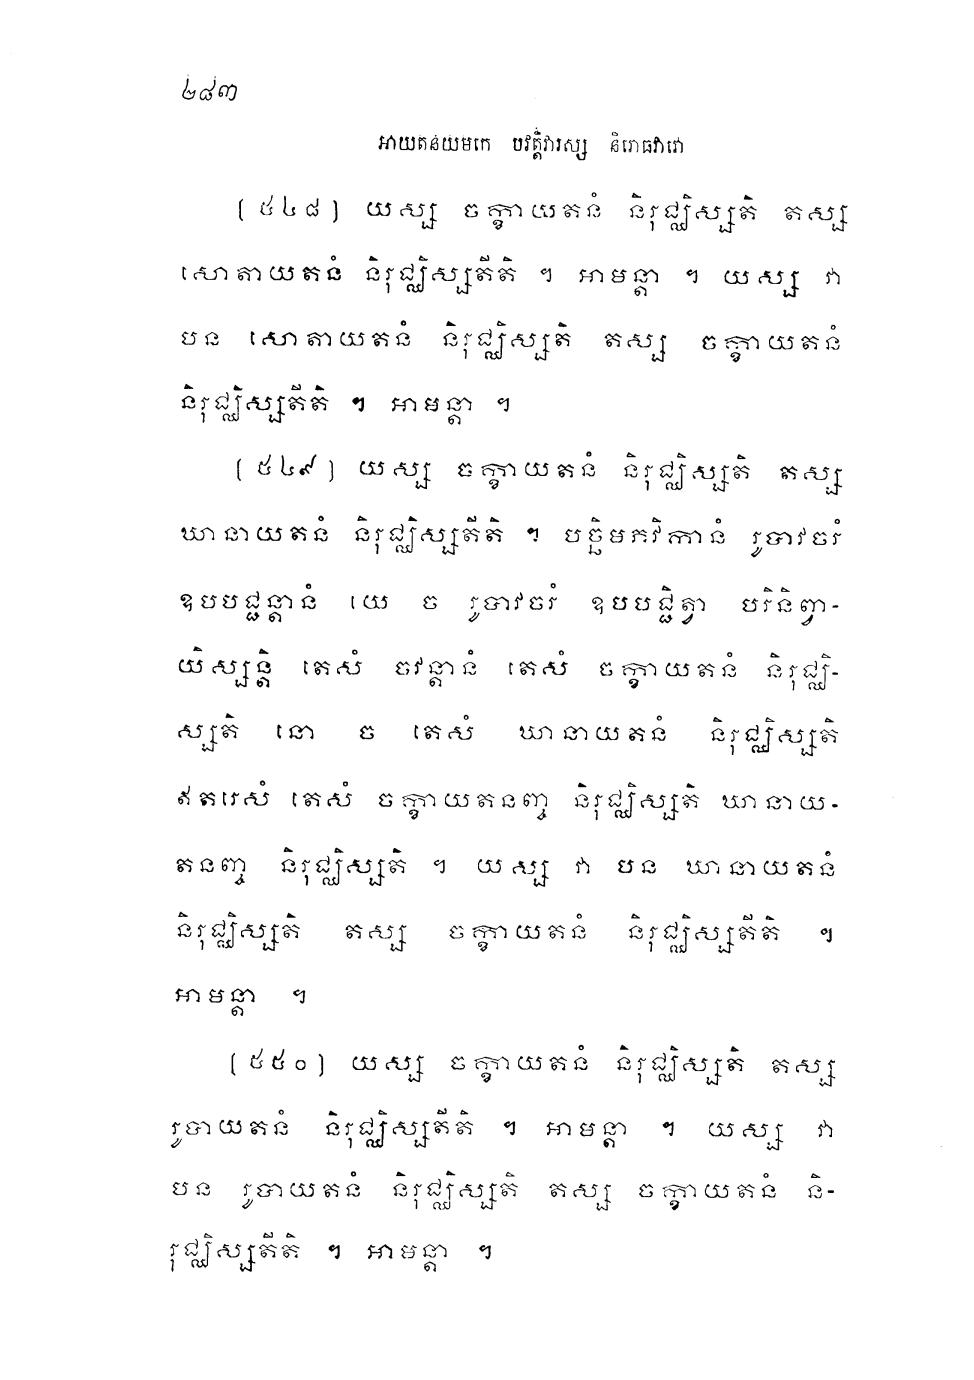 ២៨៣
អាយតនយមកេ បវត្តិវារស្ស និរោធវារោ
(៥៤៨) យស្ស ចក្ខាយតនំ និរុជ្ឈិស្សតិ តស្ស
សោតាយតនំ និរុជ្ឈិស្សតីតិ ។ អាមន្តា ។ យស្ស វា
បន សោតាយតនំ និរុជ្ឈិស្សតិ តស្ស ចក្ខាយតនំ
និរុជ្ឈិស្សតីតិ ។ អាមន្តា ។
(៥៤៩) យស្ស ចក្ខាយតនំ និរុជ្ឈិស្សតិ តស្ស
ឃានាយតនំ និរុជ្ឈិស្សតីតិ ។ បច្ឆិមភវិកានំ រូបាវចរំ
ឧបបជ្ជន្តានំ យេ ច រូបាវចរំ ឧបបជ្ជិត្វា បរិនិព្វា-
យិស្សន្តិ តេសំ ចវន្តានំ តេសំ ចក្ខាយតនំ និរុជ្ឈិ-
ស្សតិ នោ ច តេសំ ឃានាយតនំ និរុជ្ឈិស្សតិ
ឥតរេសំ តេសំ ចក្ខាយតនញ្ច និរុជ្ឈិស្សតិ ឃានាយ-
តនញ្ច និរុជ្ឈិស្សតិ ។ យស្ស វា បន ឃានាយតនំ
និរុជ្ឈិស្សតិ តស្ស ចក្ខាយតនំ និរុជ្ឈិស្សតីតិ ។
អាមន្តា ។
(៥៥០) យស្ស ចក្ខាយតនំ និរុជ្ឈិស្សតិ តស្ស
រូបាយតនំ និរុជ្ឈិស្សតីតិ ។ អាមន្តា ។ យស្ស វា
បន រូបាយតនំ និរុជ្ឈិស្សតិ តស្ស ចក្ខាយតនំ និ-
រុជ្ឈិស្សតីតិ ។ អាមន្តា ។